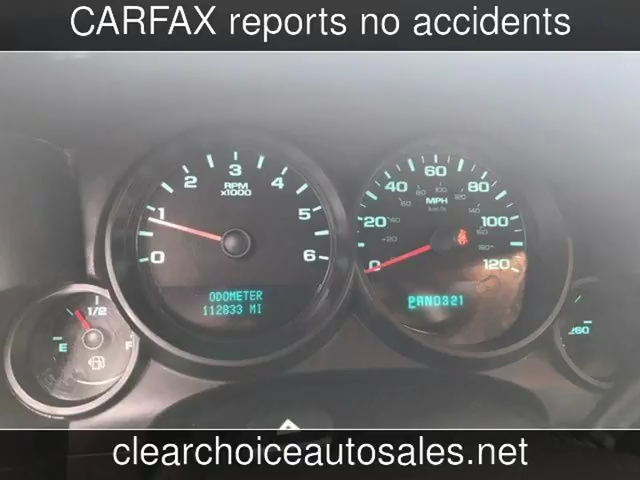 CARFAX reports no accidents
0 1 2 3 4 5 6
RPM
x1000
ODOMETER
112833 MI
0 20 40 60 80 100 120
MPH
km/h
PRND321
E 1/2 F
260
clearchoiceautosales.net